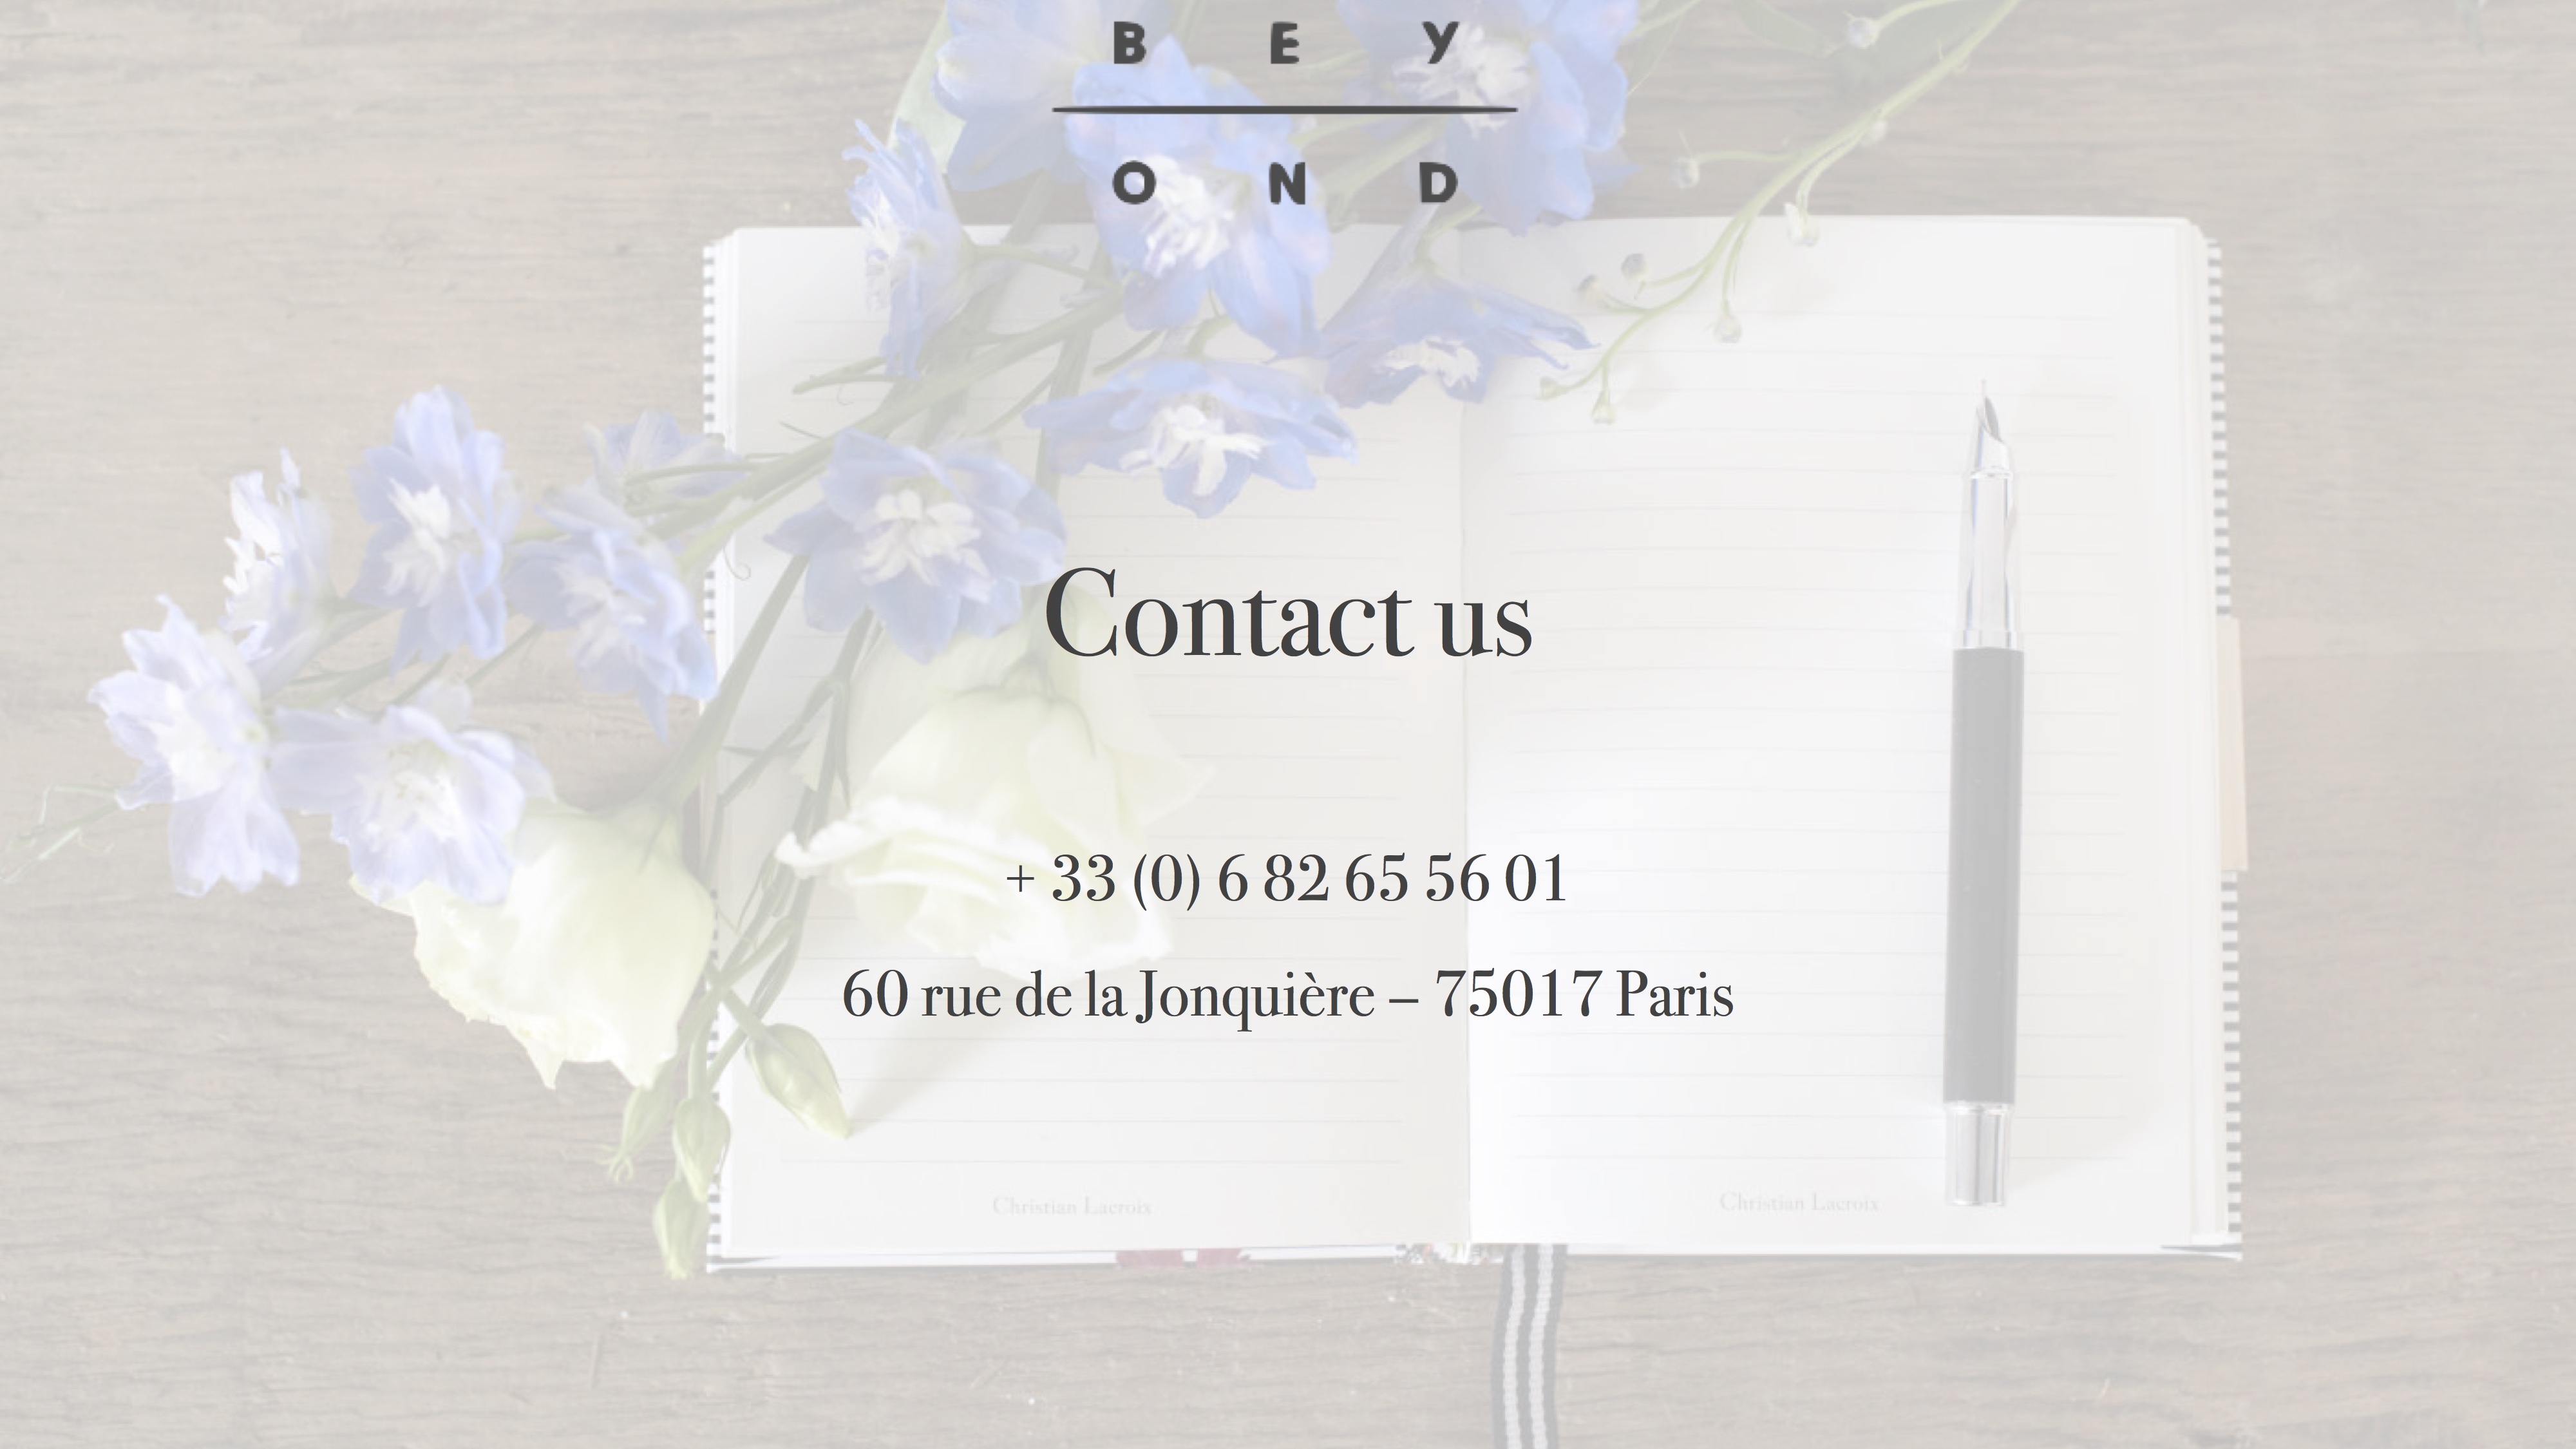 B E Y
O N D
Contact us
+ 33 (0) 6 82 65 56 01
60 rue de la Jonquière – 75017 Paris
Christian Lacroix
Christian Lacroix